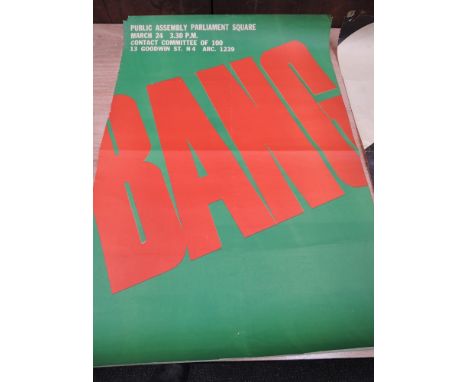 PUBLIC ASSEMBLY PARLIAMENT SQUARE
MARCH 24 3.30 P.M.
CONTACT COMMITTEE OF 100
13 GOODWIN ST. N4 ARC. 1239
BANG